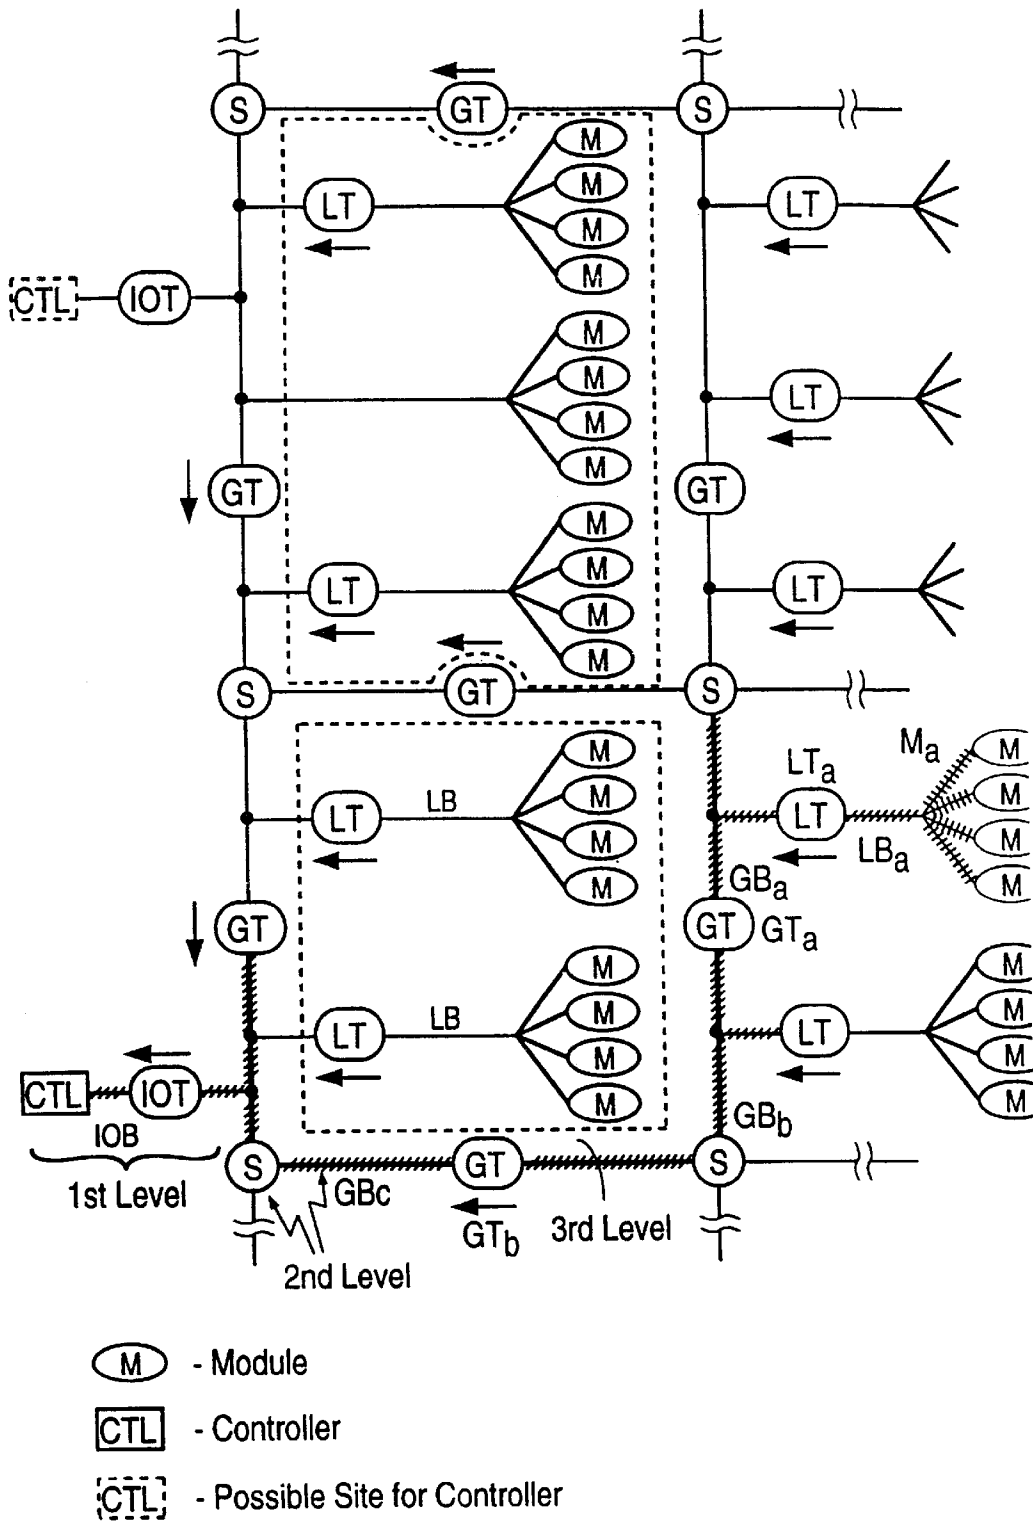 S GT S
M
M
LT LT
M
M
CTL IOT
M
M LT
M
M
GT GT
M
M
LT LT
M
M
S GT S
M Ma M
LTa
M M
LT LB LT
M M
LBa
M GBa M
GT GT GTa
M M
M M
LT LB LT
M M
CTL IOT M M
GBb
IOB
S GT S
1st Level GBc
GTb 3rd Level
2nd Level
M - Module
CTL - Controller
CTL - Possible Site for Controller